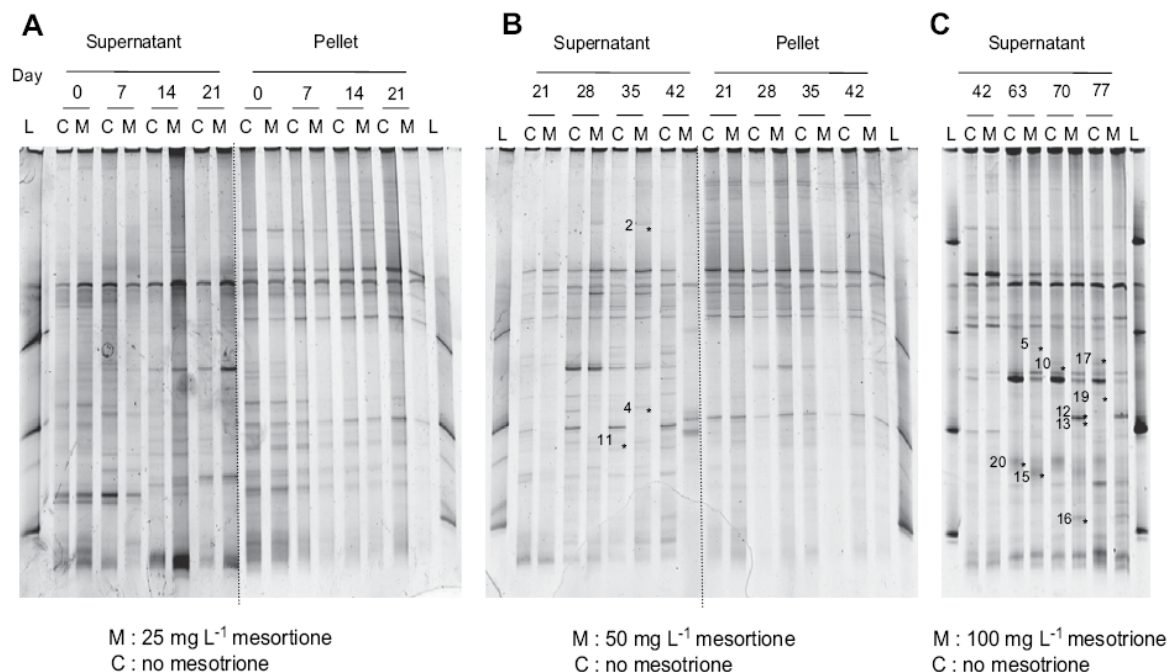 A B C
Supernatant Pellet Supernatant Pellet Supernatant
Day
0 7 14 21 0 7 14 21 21 28 35 42 21 28 35 42 42 63 70 77
L C M C M C M C M C M C M C M C M L C M C M C M C M C M C M C M C M L C M C M C M C M L
2
5
17
10
19
4
12
13
11
20
15
16
M : 25 mg L-1 mesortione M : 50 mg L-1 mesortione M : 100 mg L-1 mesotrione
C : no mesotrione C : no mesotrione C : no mesotrione